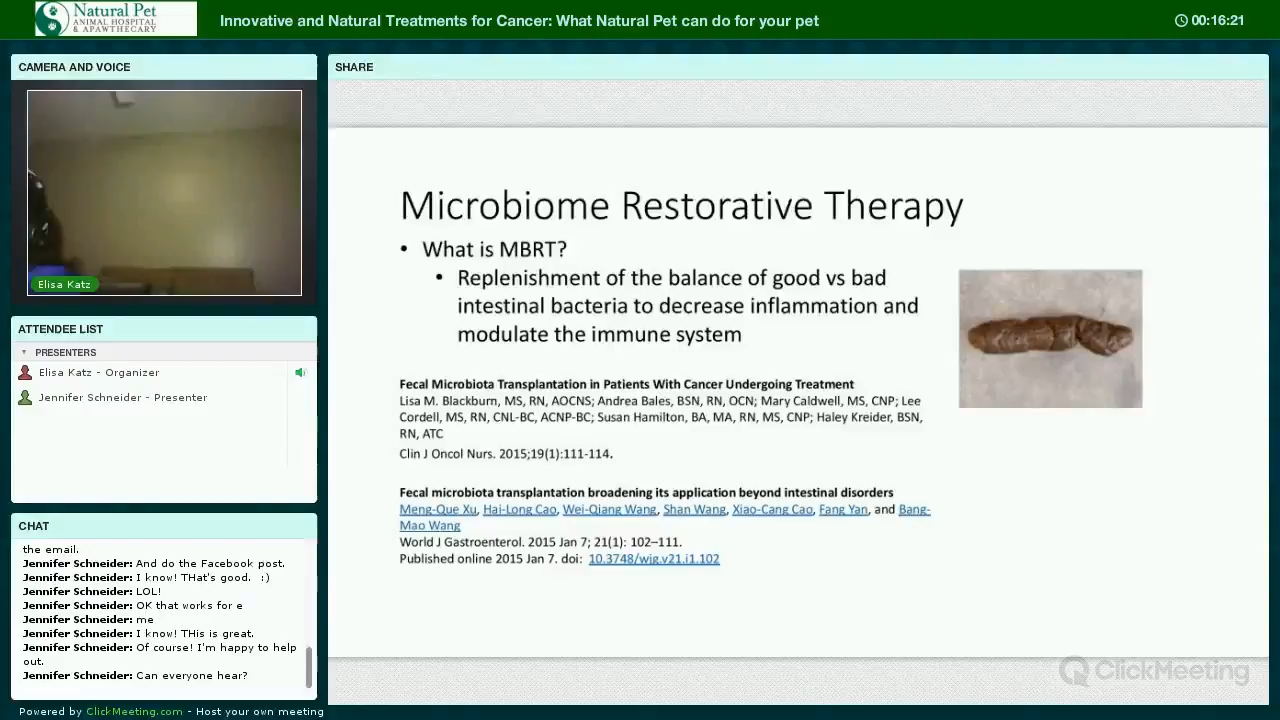 Natural Pet
ANIMAL HOSPITAL
& APAWTHECARY
Innovative and Natural Treatments for Cancer: What Natural Pet can do for your pet
00:16:21
CAMERA AND VOICE
Elisa Katz
ATTENDEE LIST
PRESENTERS
Elisa Katz - Organizer
Jennifer Schneider - Presenter
CHAT
the email.
Jennifer Schneider: And do the Facebook post.
Jennifer Schneider: I know! THat's good. :)
Jennifer Schneider: LOL!
Jennifer Schneider: OK that works for e
Jennifer Schneider: me
Jennifer Schneider: I know! THis is great.
Jennifer Schneider: Of course! I'm happy to help
out.
Jennifer Schneider: Can everyone hear?
Powered by ClickMeeting.com - Host your own meeting
SHARE
Microbiome Restorative Therapy
• What is MBRT?
• Replenishment of the balance of good vs bad
intestinal bacteria to decrease inflammation and
modulate the immune system
Fecal Microbiota Transplantation in Patients With Cancer Undergoing Treatment
Lisa M. Blackburn, MS, RN, AOCNS; Andrea Bales, BSN, RN, OCN; Mary Caldwell, MS, CNP; Lee
Cordell, MS, RN, CNL-BC, ACNP-BC; Susan Hamilton, BA, MA, RN, MS, CNP; Haley Kreider, BSN,
RN, ATC
Clin J Oncol Nurs. 2015;19(1):111-114.
Fecal microbiota transplantation broadening its application beyond intestinal disorders
Meng-Que Xu, Hai-Long Cao, Wei-Qiang Wang, Shan Wang, Xiao-Cang Cao, Fang Yan, and Bang-
Mao Wang
World J Gastroenterol. 2015 Jan 7; 21(1): 102–111.
Published online 2015 Jan 7. doi: 10.3748/wjg.v21.i1.102
ClickMeeting